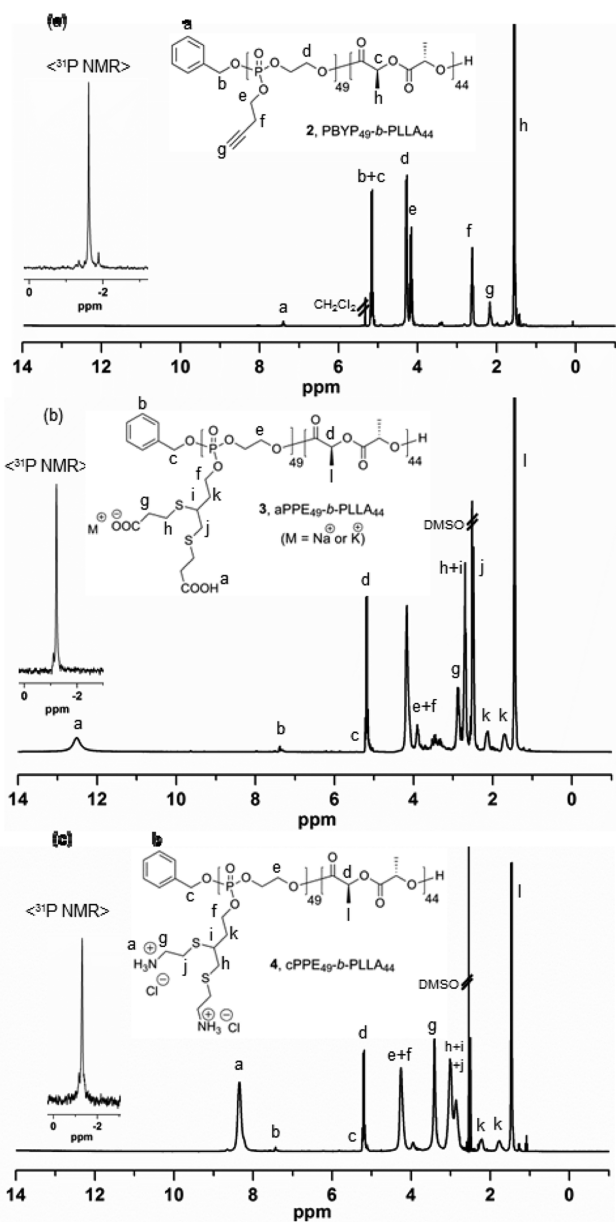 (a)
a
<³¹P NMR>
0 -2
ppm
O
O P O O O O O O H
O
b
d
c
e
h
f
g
49
44
2, PBYP₄₉-b-PLLA₄₄
h
d
b+c
e
f
g
CH₂Cl₂
a
14 12 10 8 6 4 2 0
ppm
(b)
b
<³¹P NMR>
0 -2
ppm
O
O P O O O O O O H
O
c
e
d
f
l
49
44
g
i
k
S
M⊕ ⊖OOC
h
j
S
a
COOH
3, aPPE₄₉-b-PLLA₄₄
(M = Na⊕ or K⊕)
l
DMSO
d
h+i
j
g
e+f
k
k
a
b
c
14 12 10 8 6 4 2 0
ppm
(c)
b
<³¹P NMR>
0 -2
ppm
O
O P O O O O O O H
O
c
e
d
f
l
49
44
a
⊕
g
i
k
S
H₃N
j
h
S
Cl⊖
⊕ ⊖
NH₃Cl
4, cPPE₄₉-b-PLLA₄₄
l
DMSO
d
g
a
e+f
h+i
+j
k
k
b
c
14 12 10 8 6 4 2 0
ppm